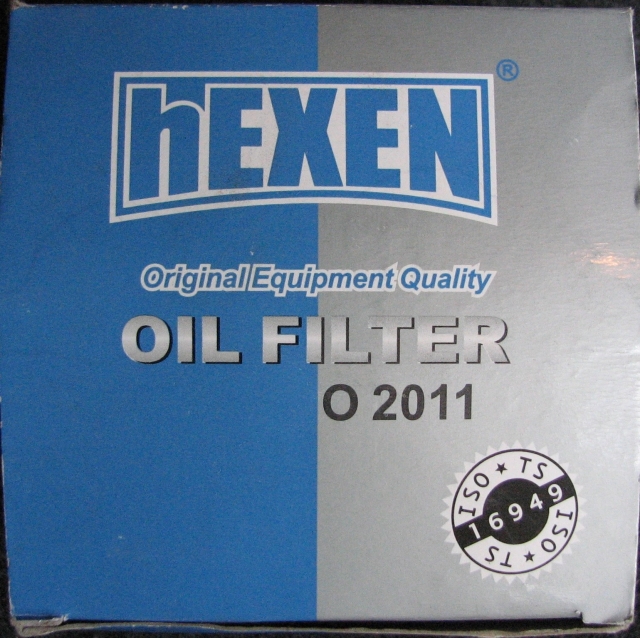 hEXEN®
Original Equipment Quality
OIL FILTER
O 2011
ISO ★ TS
16949
ISO ★ TS